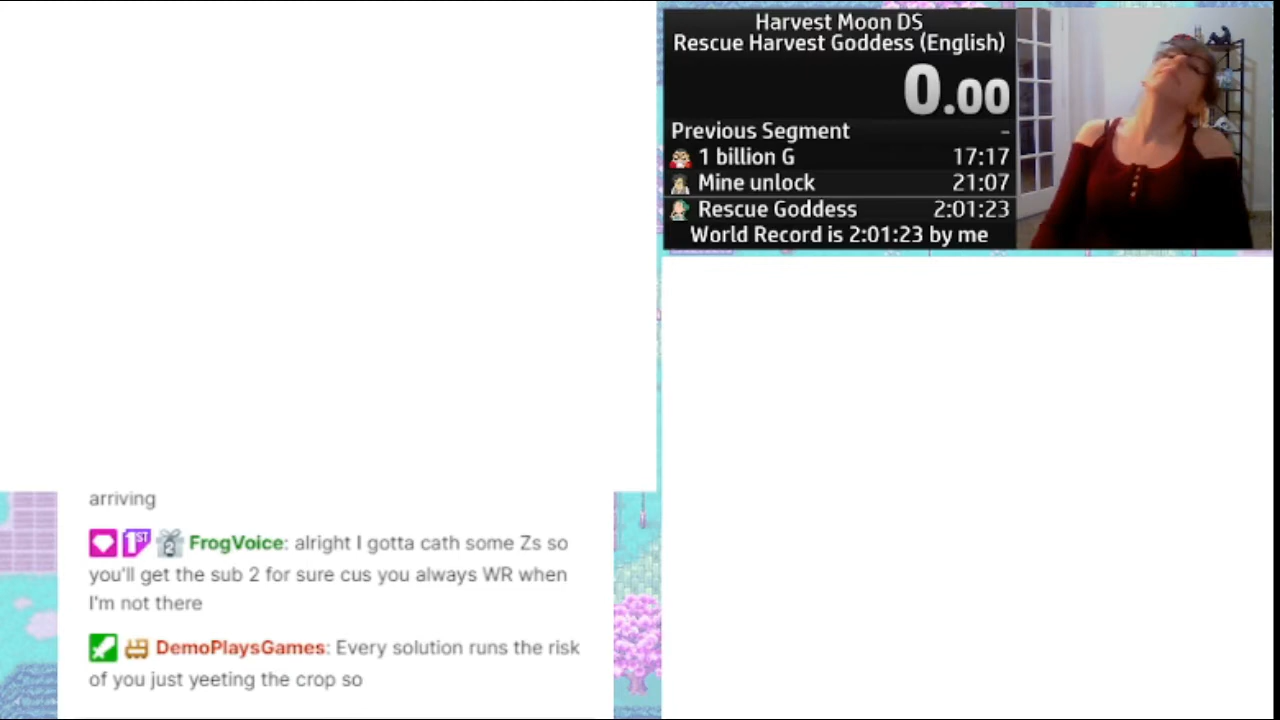 Harvest Moon DS
Rescue Harvest Goddess (English)
0.00
Previous Segment -
1 billion G 17:17
Mine unlock 21:07
Rescue Goddess 2:01:23
World Record is 2:01:23 by me
arriving
1ST 2 FrogVoice: alright I gotta cath some Zs so
you'll get the sub 2 for sure cus you always WR when
I'm not there
DemoPlaysGames: Every solution runs the risk
of you just yeeting the crop so